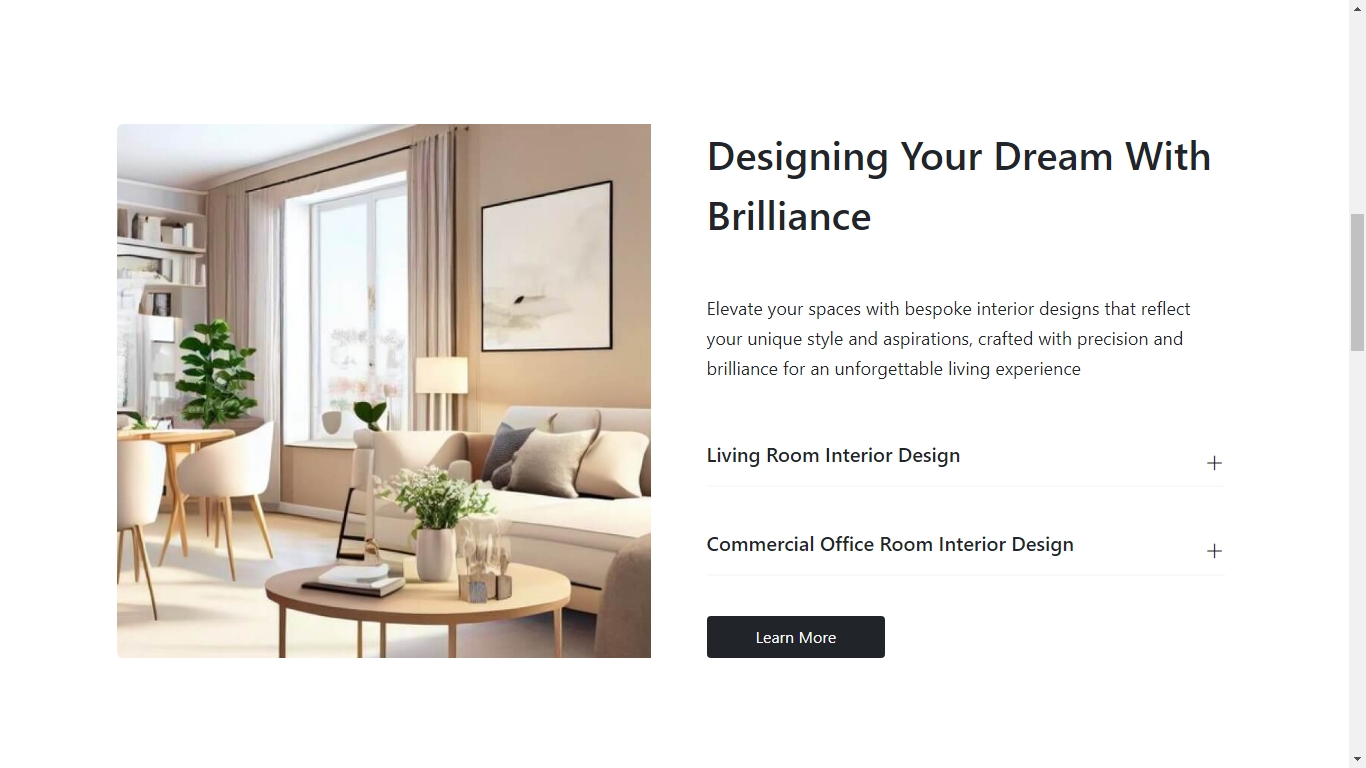 Designing Your Dream With
Brilliance
Elevate your spaces with bespoke interior designs that reflect
your unique style and aspirations, crafted with precision and
brilliance for an unforgettable living experience
Living Room Interior Design
Commercial Office Room Interior Design
Learn More